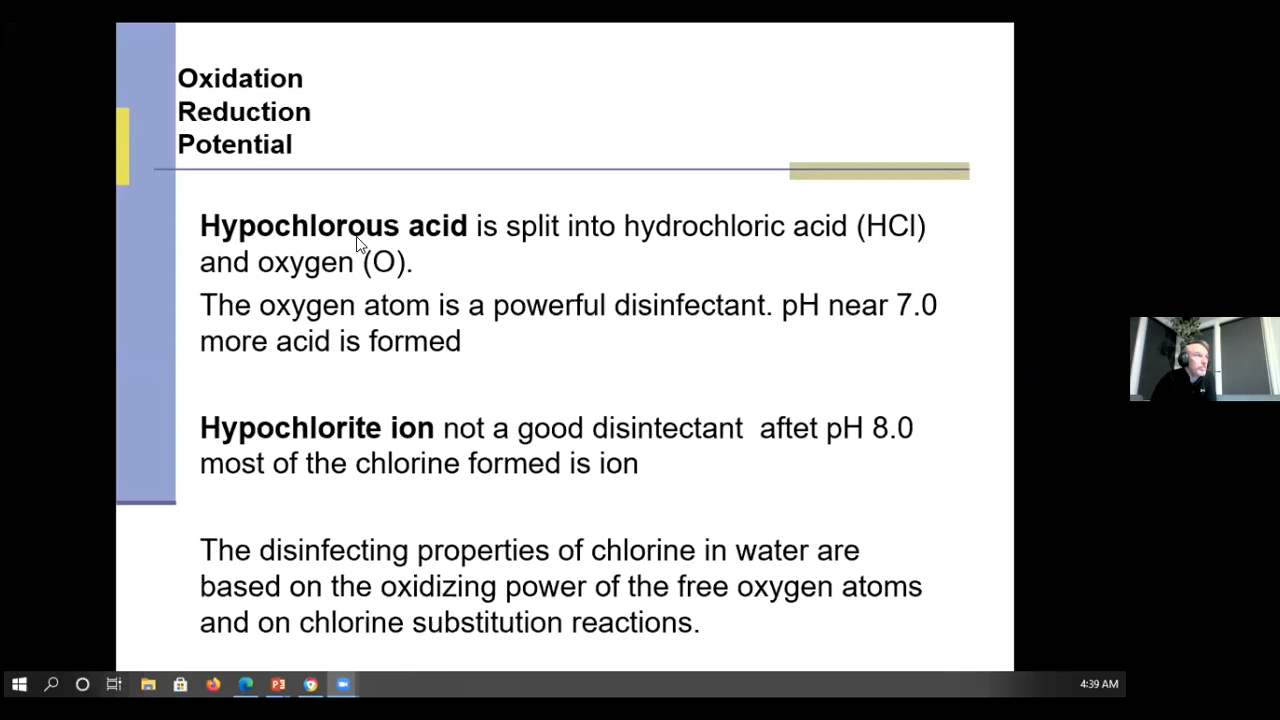 Oxidation
Reduction
Potential
Hypochlorous acid is split into hydrochloric acid (HCl)
and oxygen (O).
The oxygen atom is a powerful disinfectant. pH near 7.0
more acid is formed
Hypochlorite ion not a good disintectant  aftet pH 8.0
most of the chlorine formed is ion
The disinfecting properties of chlorine in water are
based on the oxidizing power of the free oxygen atoms
and on chlorine substitution reactions.
4:39 AM